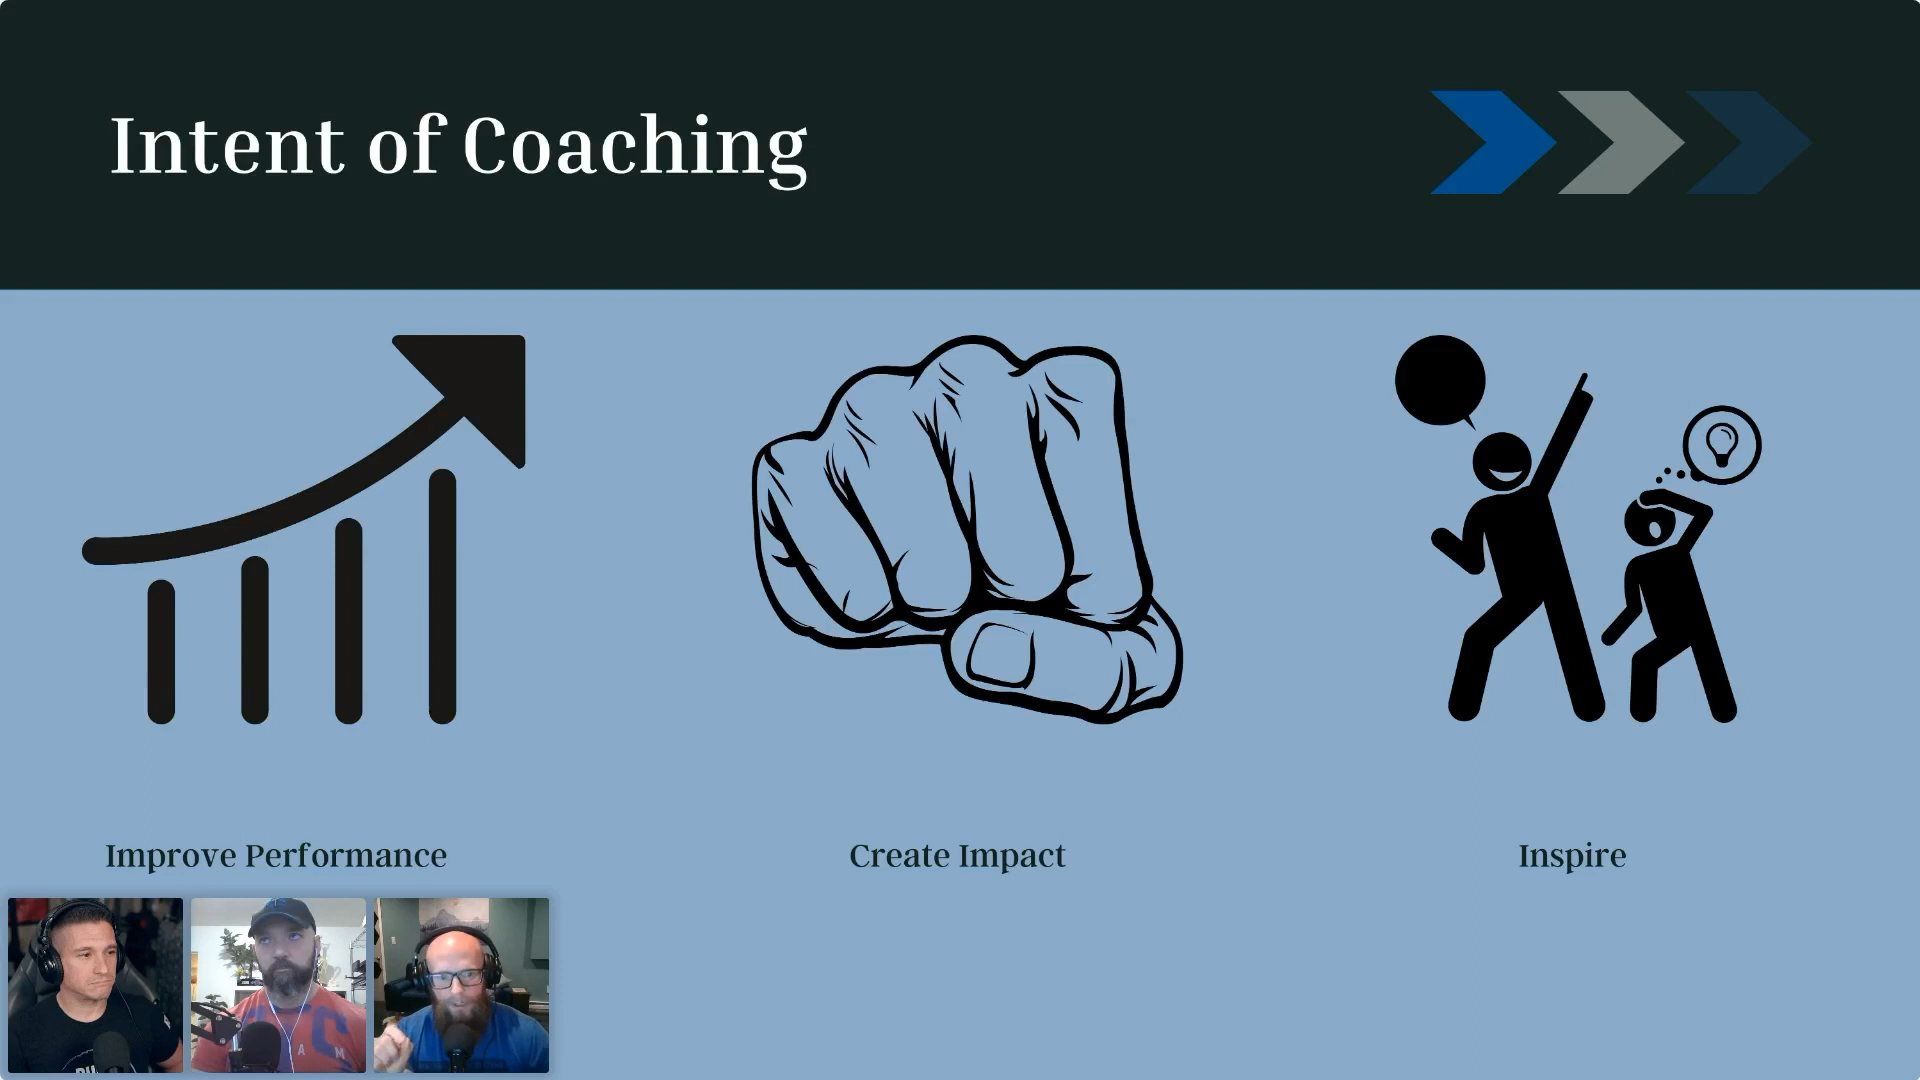 Intent of Coaching
Improve Performance
Create Impact
Inspire